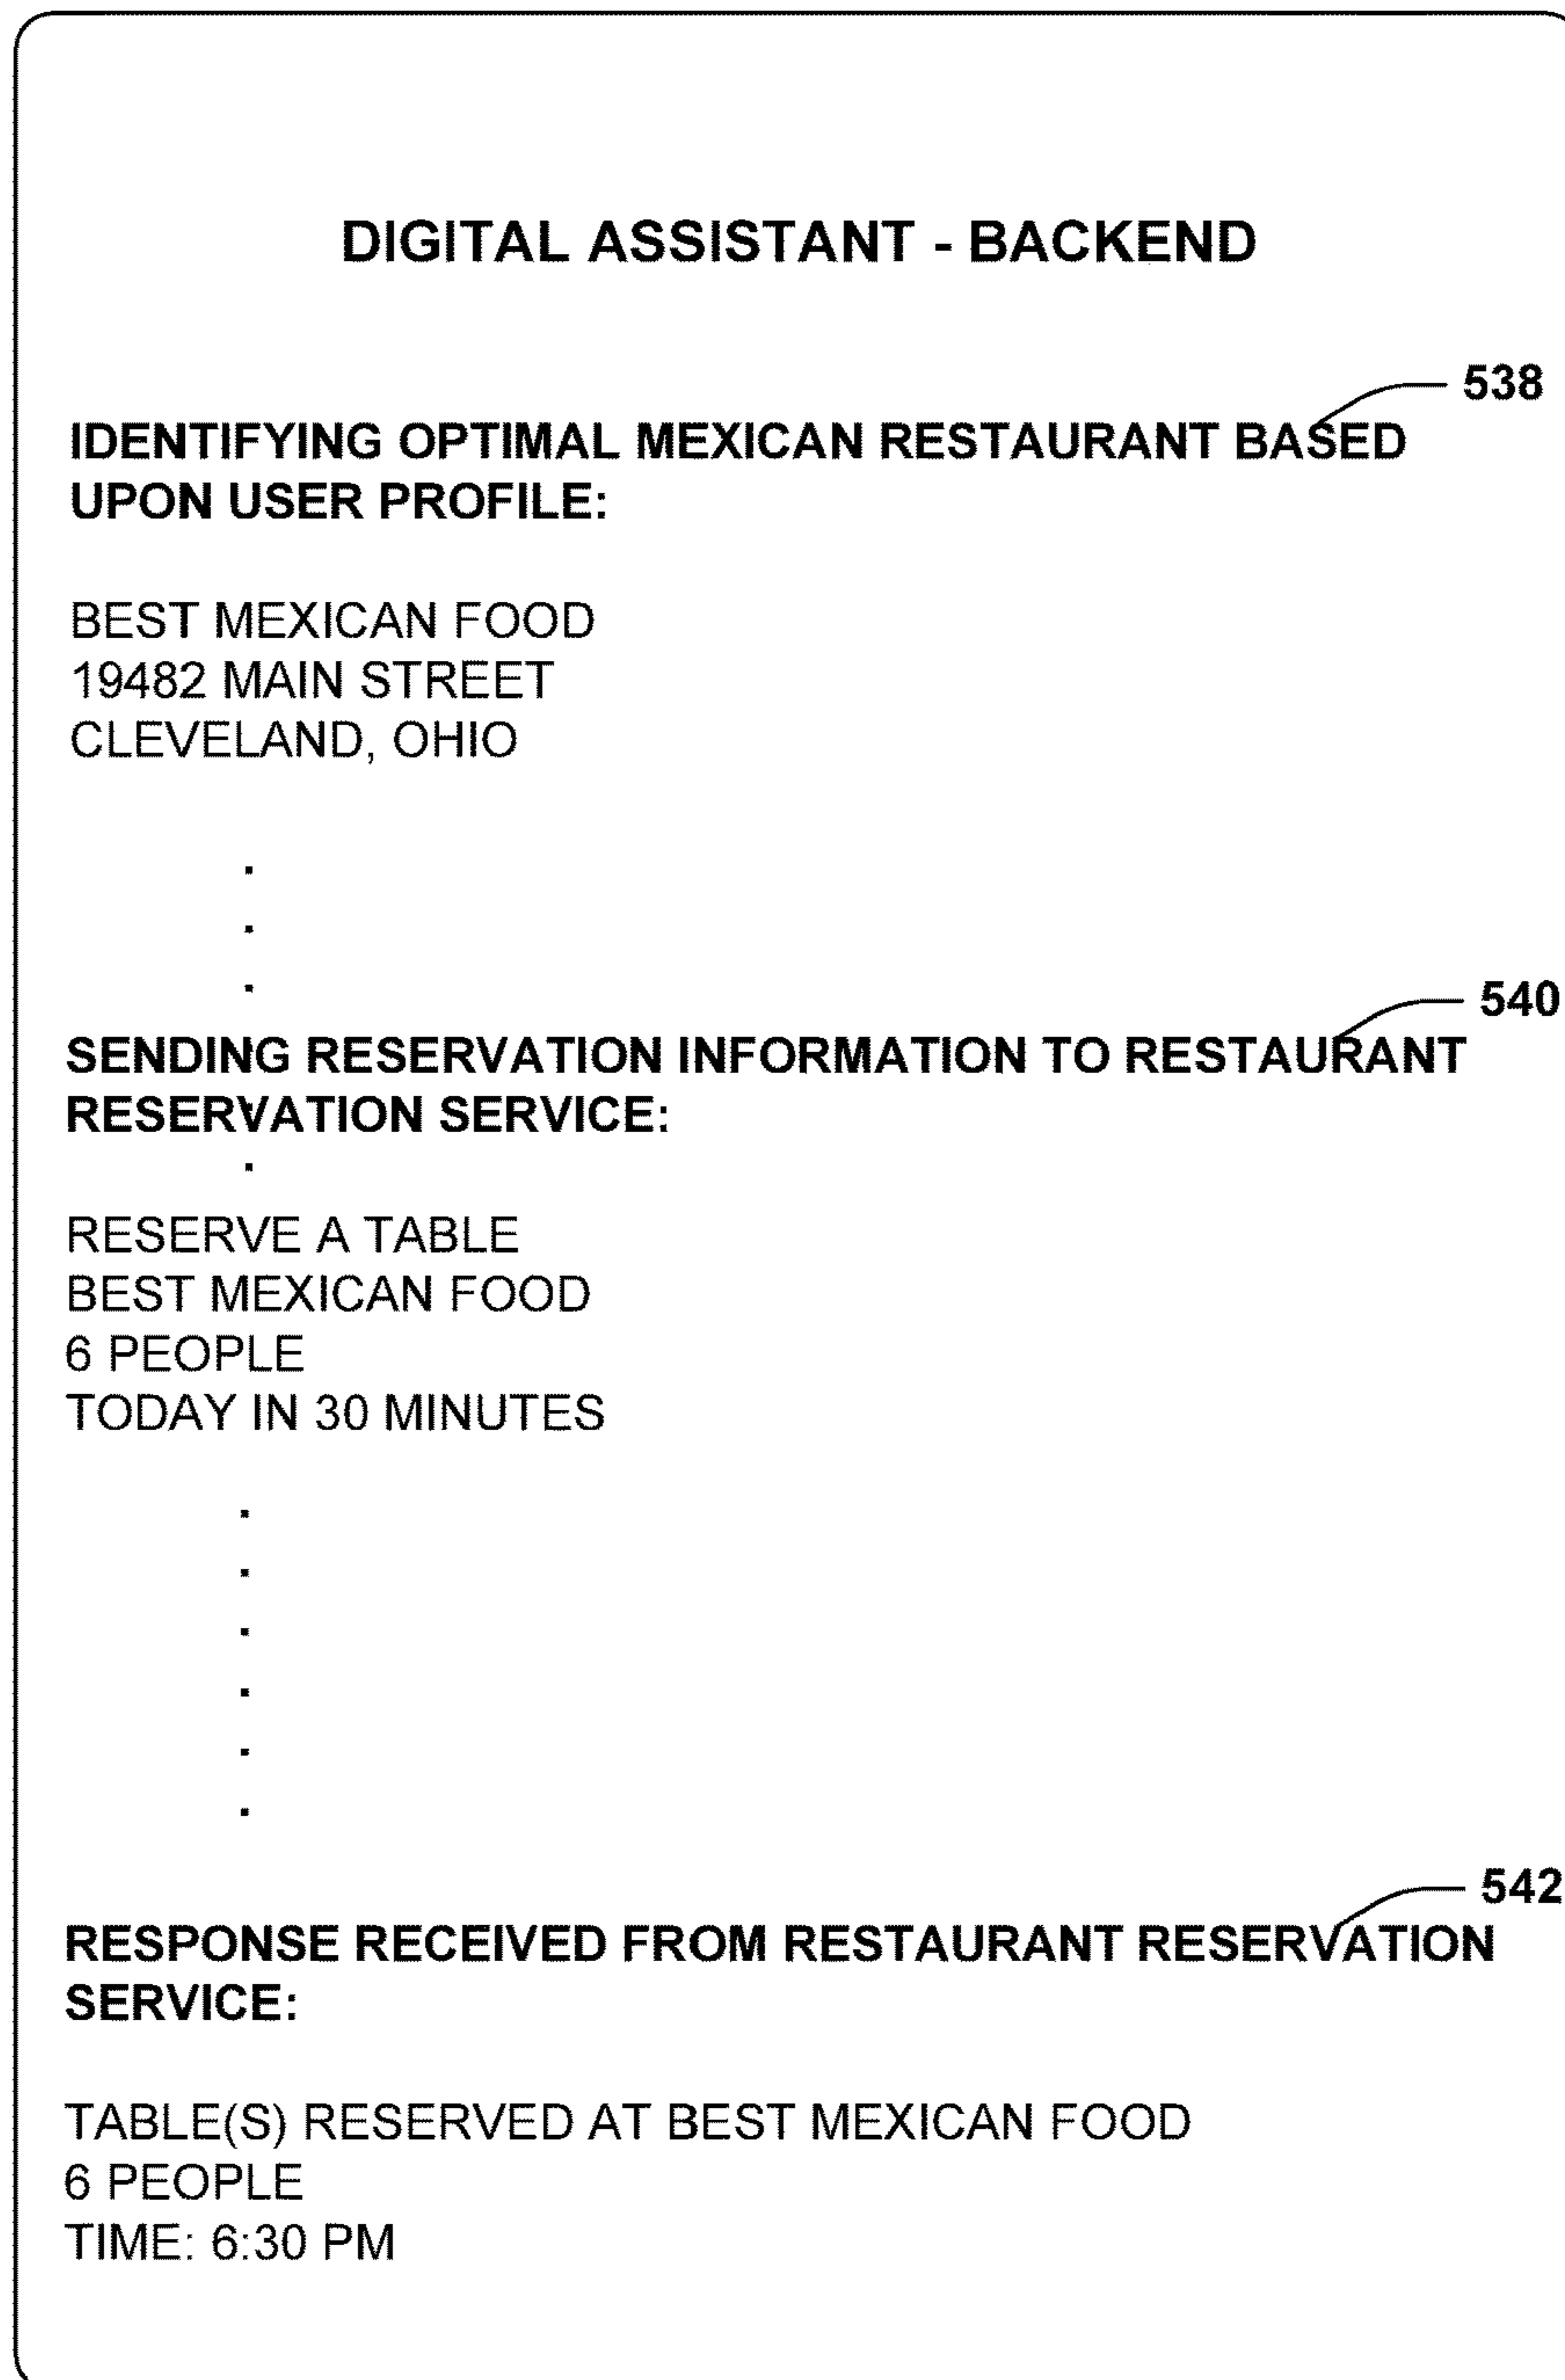 DIGITAL ASSISTANT - BACKEND
538
IDENTIFYING OPTIMAL MEXICAN RESTAURANT BASED
UPON USER PROFILE:
BEST MEXICAN FOOD
19482 MAIN STREET
CLEVELAND, OHIO
.
.
.
540
SENDING RESERVATION INFORMATION TO RESTAURANT
RESERVATION SERVICE:
.
RESERVE A TABLE
BEST MEXICAN FOOD
6 PEOPLE
TODAY IN 30 MINUTES
.
.
.
.
.
.
542
RESPONSE RECEIVED FROM RESTAURANT RESERVATION
SERVICE:
TABLE(S) RESERVED AT BEST MEXICAN FOOD
6 PEOPLE
TIME: 6:30 PM